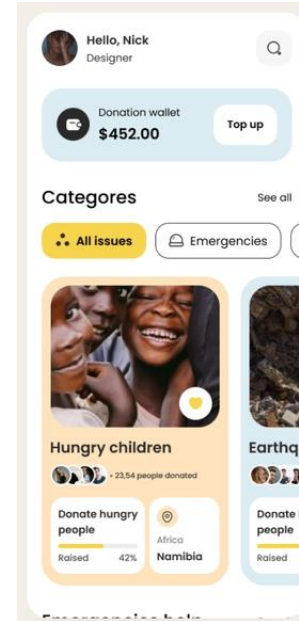 Hello, Nick
Designer
Donation wallet
$452.00
Top up
Categores
See all
All issues
Emergencies
Hungry children
Earthq
• 23,54 people donated
Donate hungry
people
Raised 42%
Africa
Namibia
Donate
people
Raised